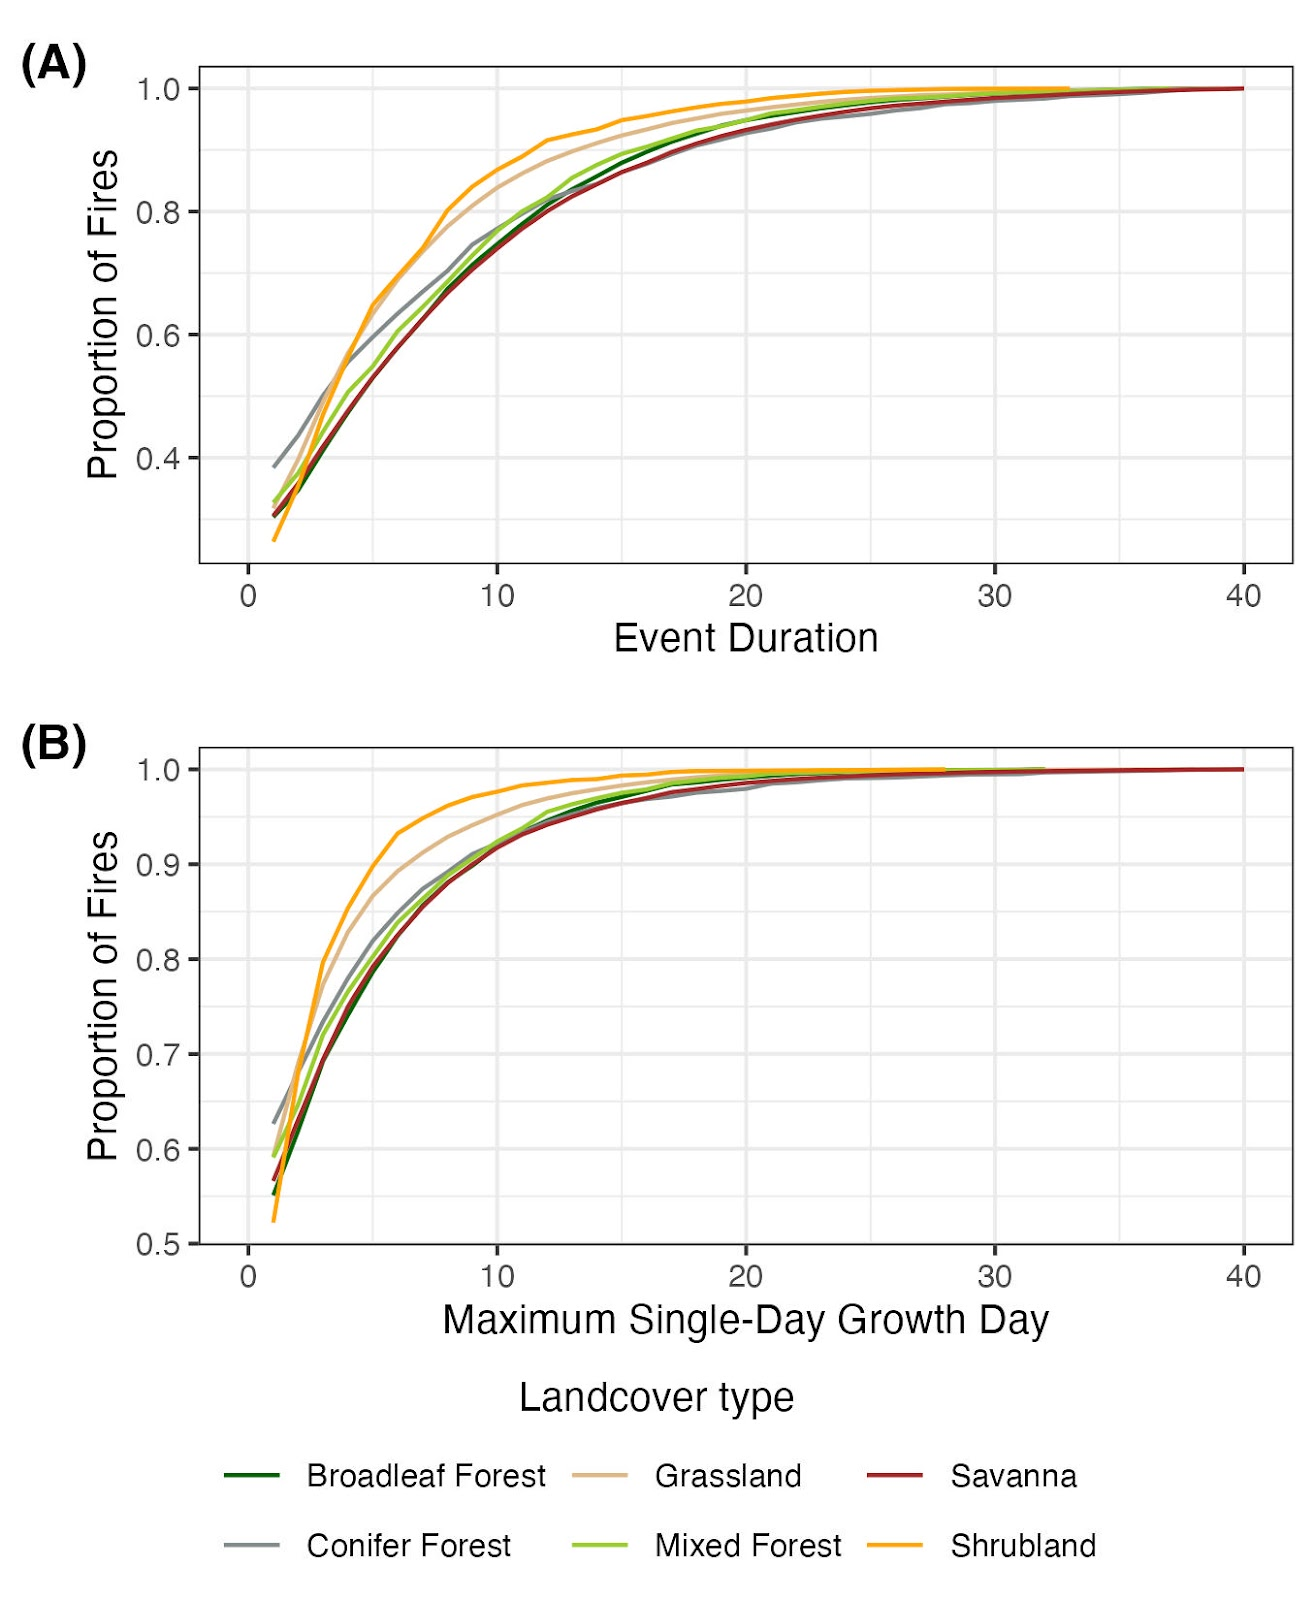 (A)
1.0
0.8
0.6
0.4
Proportion of Fires
0 10 20 30 40
Event Duration
(B)
1.0
0.9
0.8
0.7
0.6
0.5
Proportion of Fires
0 10 20 30 40
Maximum Single-Day Growth Day
Landcover type
Broadleaf Forest Grassland Savanna
Conifer Forest Mixed Forest Shrubland